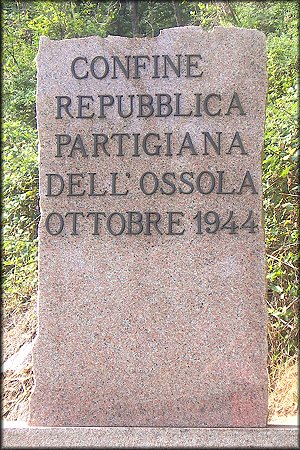 CONFINE
REPUBBLICA
PARTIGIANA
DELL'OSSOLA
OTTOBRE 1944